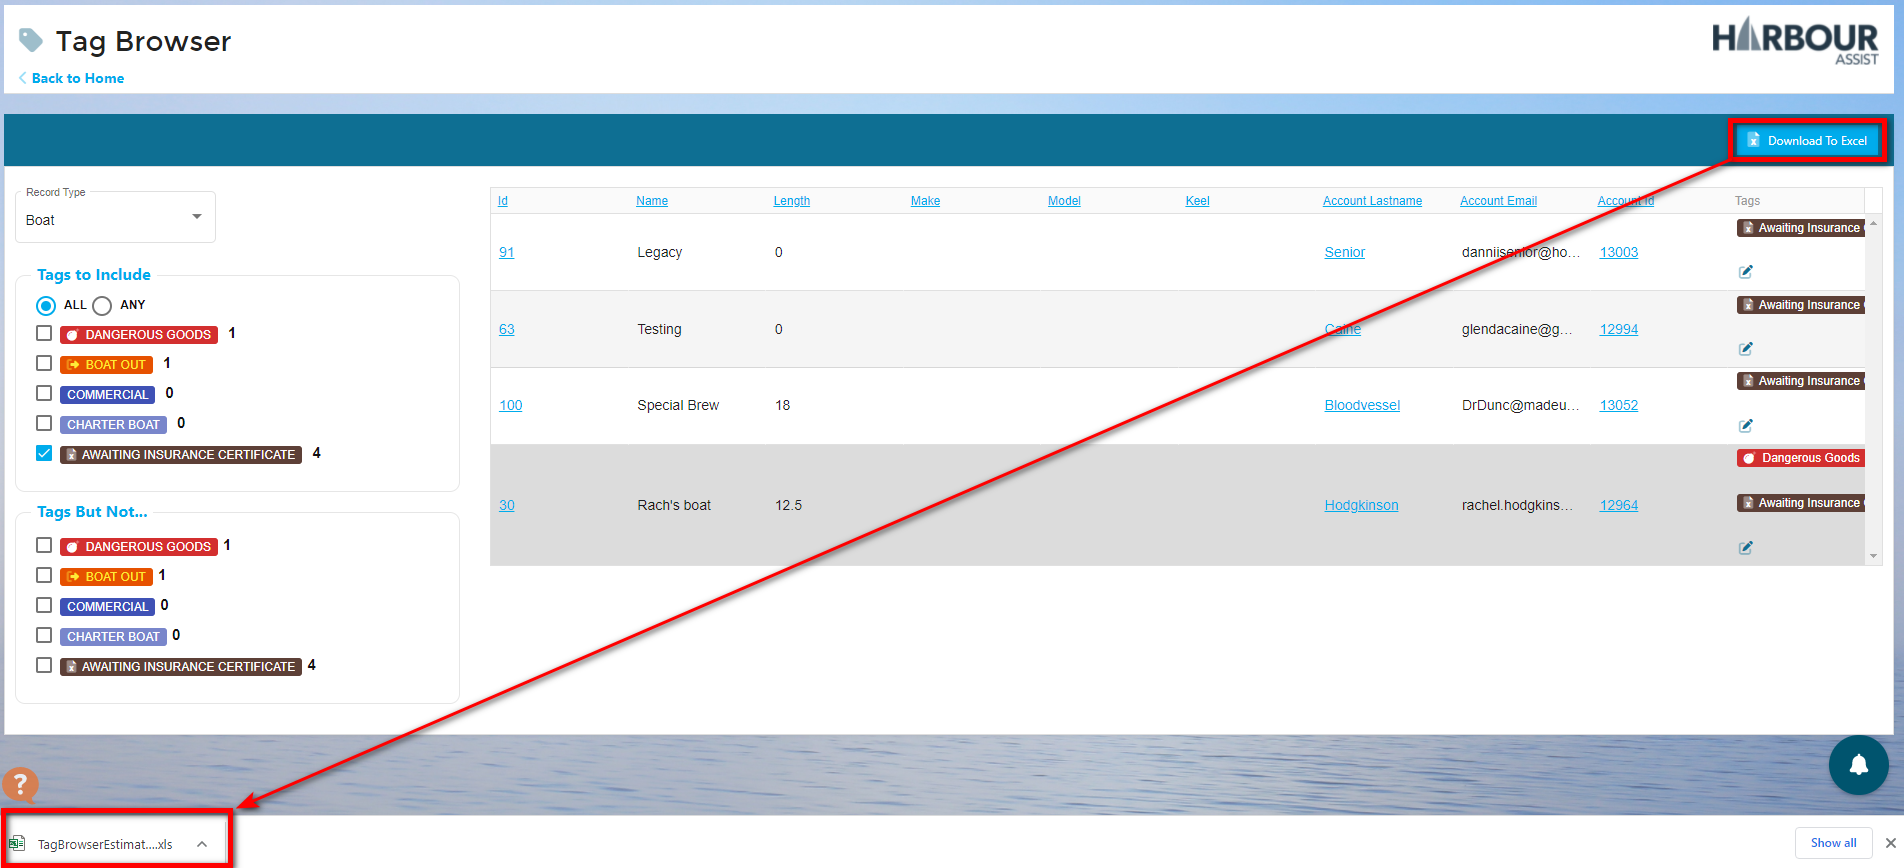 Tag Browser
Back to Home
HARBOUR
ASSIST
Download To Excel
Record Type
Boat
Tags to Include
ALL ANY
DANGEROUS GOODS 1
BOAT OUT 1
COMMERCIAL 0
CHARTER BOAT 0
AWAITING INSURANCE CERTIFICATE 4
Tags But Not...
DANGEROUS GOODS 1
BOAT OUT 1
COMMERCIAL 0
CHARTER BOAT 0
AWAITING INSURANCE CERTIFICATE 4
Id Name Length Make Model Keel Account Lastname Account Email Account Id Tags
91 Legacy 0 Senior danniisenior@ho... 13003 Awaiting Insurance
63 Testing 0 Caine glendacaine@g... 12994 Awaiting Insurance
100 Special Brew 18 Bloodvessel DrDunc@madeu... 13052 Awaiting Insurance
30 Rach's boat 12.5 Hodgkinson rachel.hodgkins... 12964 Dangerous Goods
Awaiting Insurance
?
TagBrowserEstimat....xls
Show all